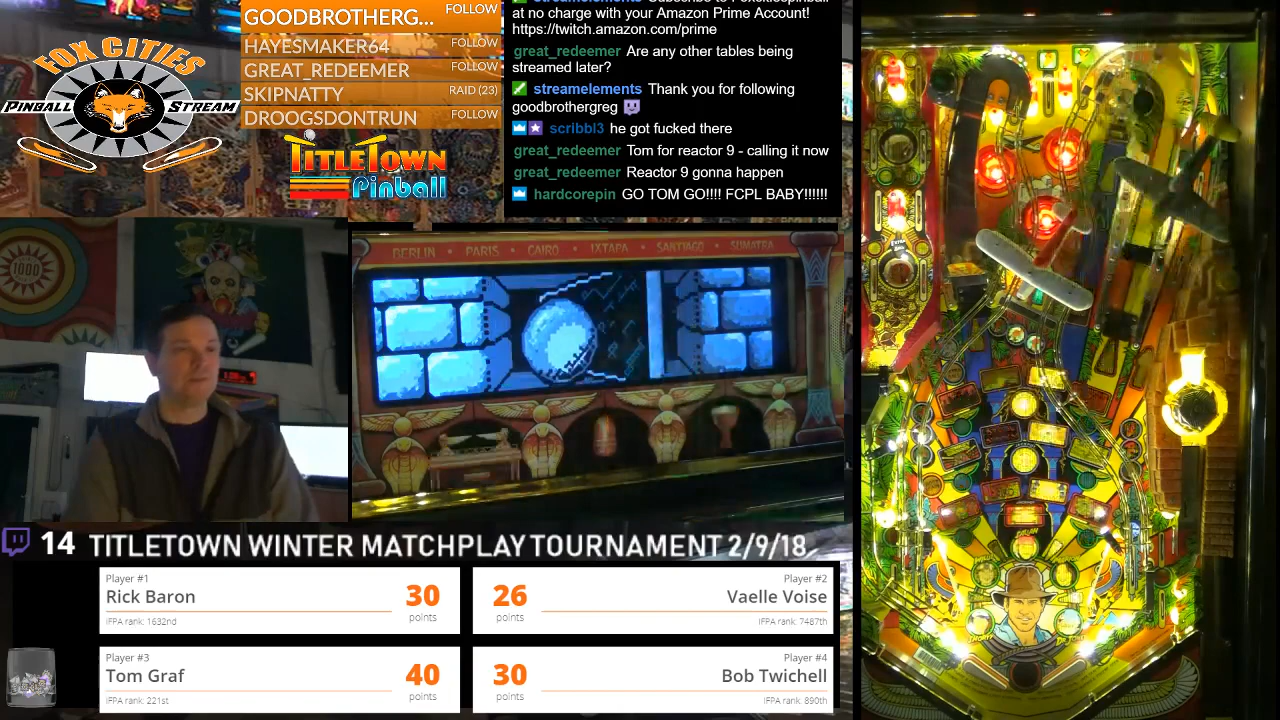 FOX CITIES
PINBALL STREAM
GOODBROTHERG... FOLLOW
HAYESMAKER64 FOLLOW
GREAT_REDEEMER FOLLOW
SKIPNATTY RAID (23)
DROOGSDONTRUN FOLLOW
TITLETOWN
Pinball
at no charge with your Amazon Prime Account!
https://twitch.amazon.com/prime
great_redeemer Are any other tables being
streamed later?
streamelements Thank you for following
goodbrothergreg
scribbl3 he got fucked there
great_redeemer Tom for reactor 9 - calling it now
great_redeemer Reactor 9 gonna happen
hardcorepin GO TOM GO!!!! FCPL BABY!!!!!!
1000
BERLIN • PARIS • CAIRO • IXTAPA • SANTIAGO • SUMATRA
EXTRA BALL
SHORTY
14 TITLETOWN WINTER MATCHPLAY TOURNAMENT 2/9/18
Player #1
Rick Baron
IFPA rank: 1632nd
30
points
26
points
Player #2
Vaelle Voise
IFPA rank: 7487th
Player #3
Tom Graf
IFPA rank: 221st
40
points
30
points
Player #4
Bob Twichell
IFPA rank: 890th